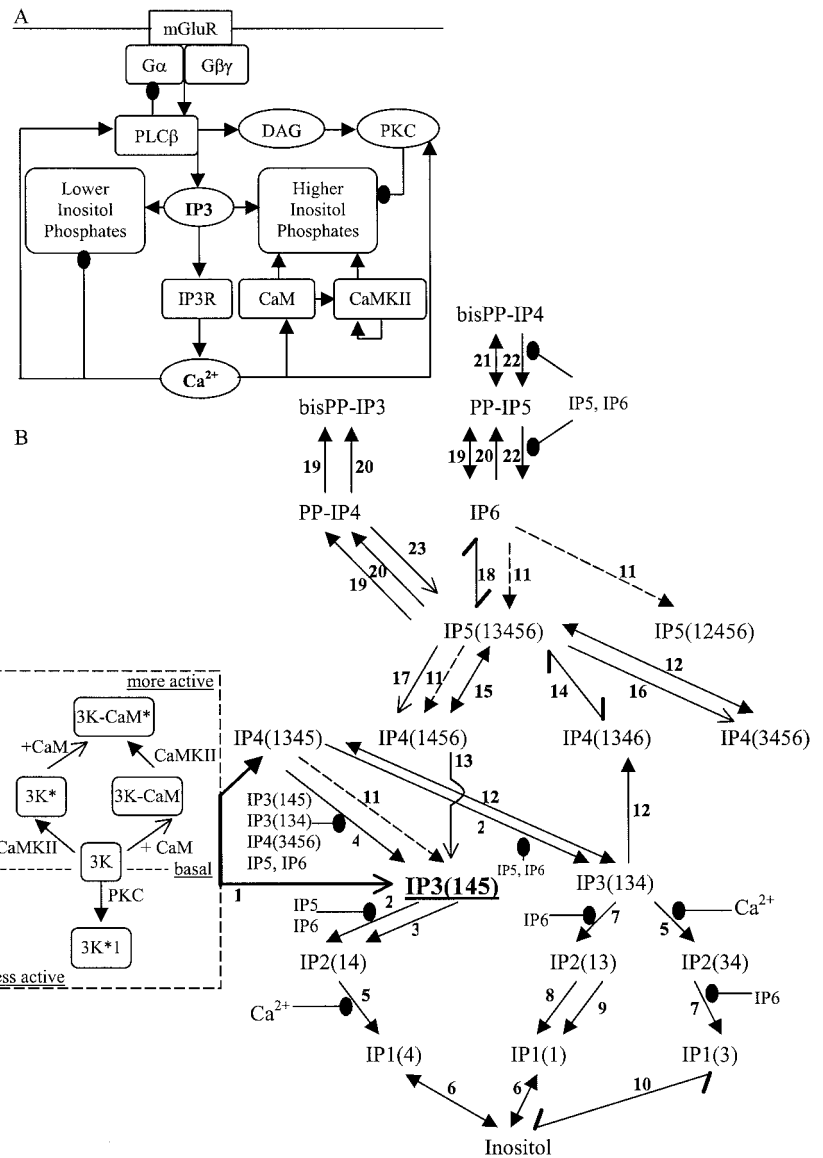 A
mGluR
Gα
Gβγ
PLCβ
DAG
PKC
Lower
Inositol
Phosphates
IP3
Higher
Inositol
Phosphates
IP3R
CaM
CaMKII
Ca²⁺
B
bisPP-IP4
21
22
bisPP-IP3
PP-IP5
IP5, IP6
19
20
19
20
22
PP-IP4
IP6
23
20
19
18
11
11
IP5(13456)
IP5(12456)
17
11
15
14
12
16
more active
3K-CaM*
+CaM
CaMKII
3K*
3K-CaM
CaMKII
+ CaM
3K
basal
PKC
3K*1
ess active
IP4(1345)
IP4(1456)
IP4(1346)
IP4(3456)
13
11
12
2
12
IP3(145)
IP3(134)
IP4(3456)
IP5, IP6
4
IP5, IP6
1
IP3(145)
IP3(134)
IP5
IP6
2
3
IP6
7
5
Ca²⁺
IP2(14)
IP2(13)
IP2(34)
Ca²⁺
5
8
9
7
IP6
IP1(4)
IP1(1)
IP1(3)
6
6
10
Inositol